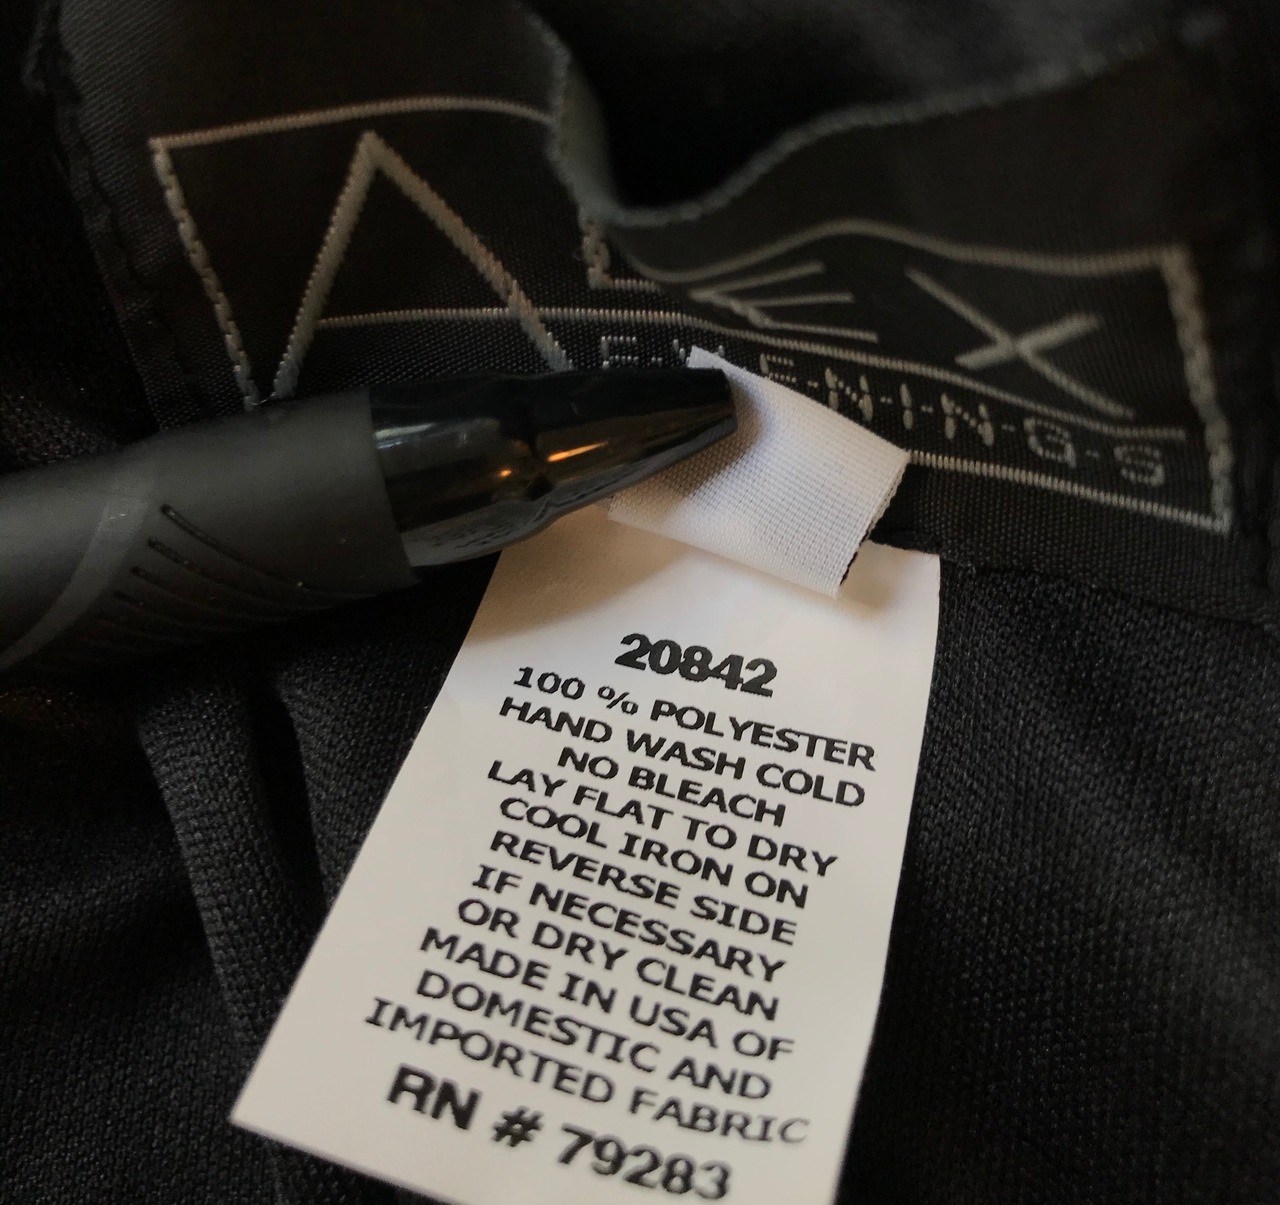 A EX
E·V·E·N·I·N·G·S
20842
100 % POLYESTER
HAND WASH COLD
NO BLEACH
LAY FLAT TO DRY
COOL IRON ON
REVERSE SIDE
IF NECESSARY
OR DRY CLEAN
MADE IN USA OF
DOMESTIC AND
IMPORTED FABRIC
RN # 79283